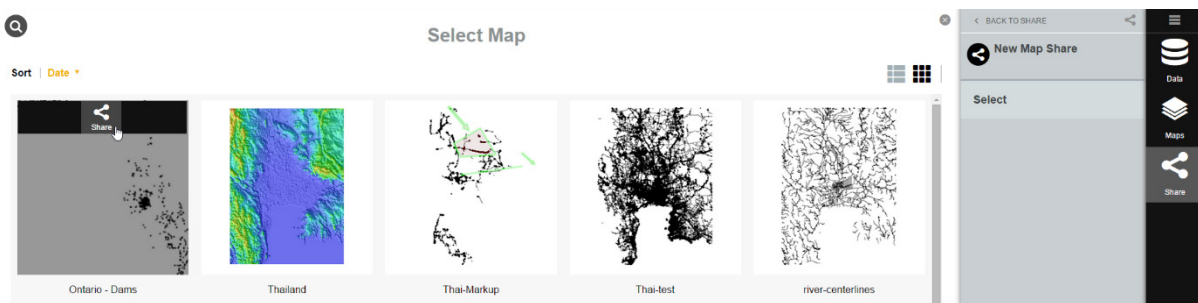 Select Map
Sort | Date
Share
Ontario - Dams
Thailand
Thai-Markup
Thai-test
river-centerlines
< BACK TO SHARE
New Map Share
Select
Data
Maps
Share